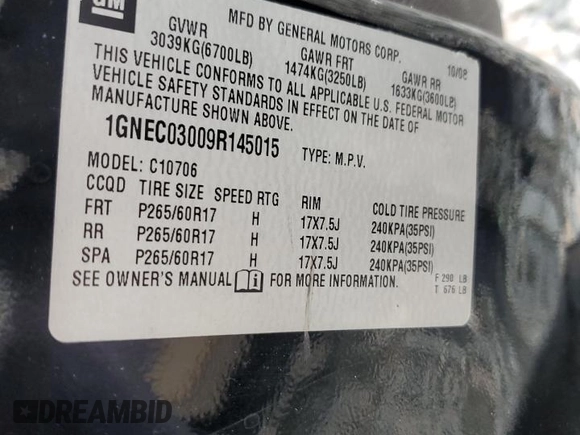 GM
MFD BY GENERAL MOTORS CORP.
10/08
GVWR GAWR FRT GAWR RR
3039KG(6700LB) 1474KG(3250LB) 1633KG(3600LB)
THIS VEHICLE CONFORMS TO ALL APPLICABLE U.S. FEDERAL MOTOR
VEHICLE SAFETY STANDARDS IN EFFECT ON THE DATE OF
MANUFACTURE SHOWN ABOVE.
1GNEC03009R145015 TYPE: M.P.V.
MODEL: C10706
CCQD TIRE SIZE SPEED RTG RIM COLD TIRE PRESSURE
FRT P265/60R17 H 17X7.5J 240KPA(35PSI)
RR P265/60R17 H 17X7.5J 240KPA(35PSI)
SPA P265/60R17 H 17X7.5J 240KPA(35PSI)
SEE OWNER'S MANUAL i FOR MORE INFORMATION.
F 290 LB
T 676 LB
DREAMBID